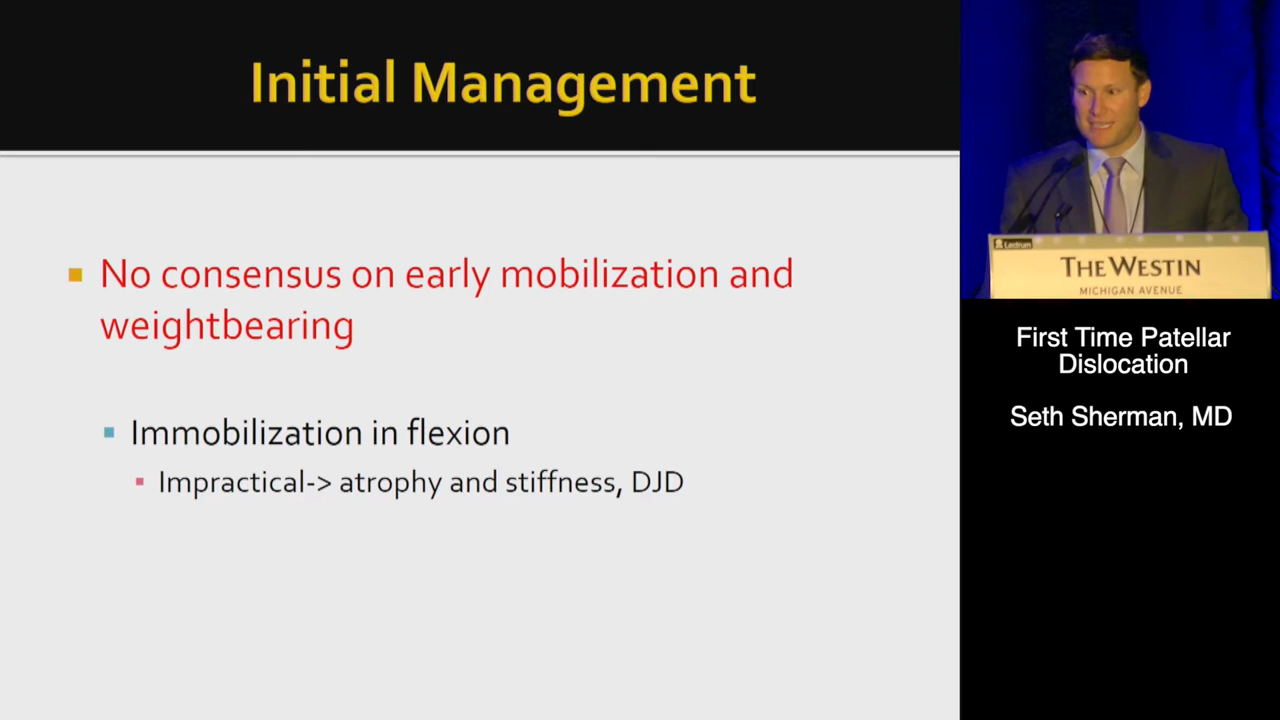 Initial Management
No consensus on early mobilization and
weightbearing
Immobilization in flexion
Impractical-> atrophy and stiffness, DJD
Lectrum
THE WESTIN
MICHIGAN AVENUE
First Time Patellar
Dislocation
Seth Sherman, MD